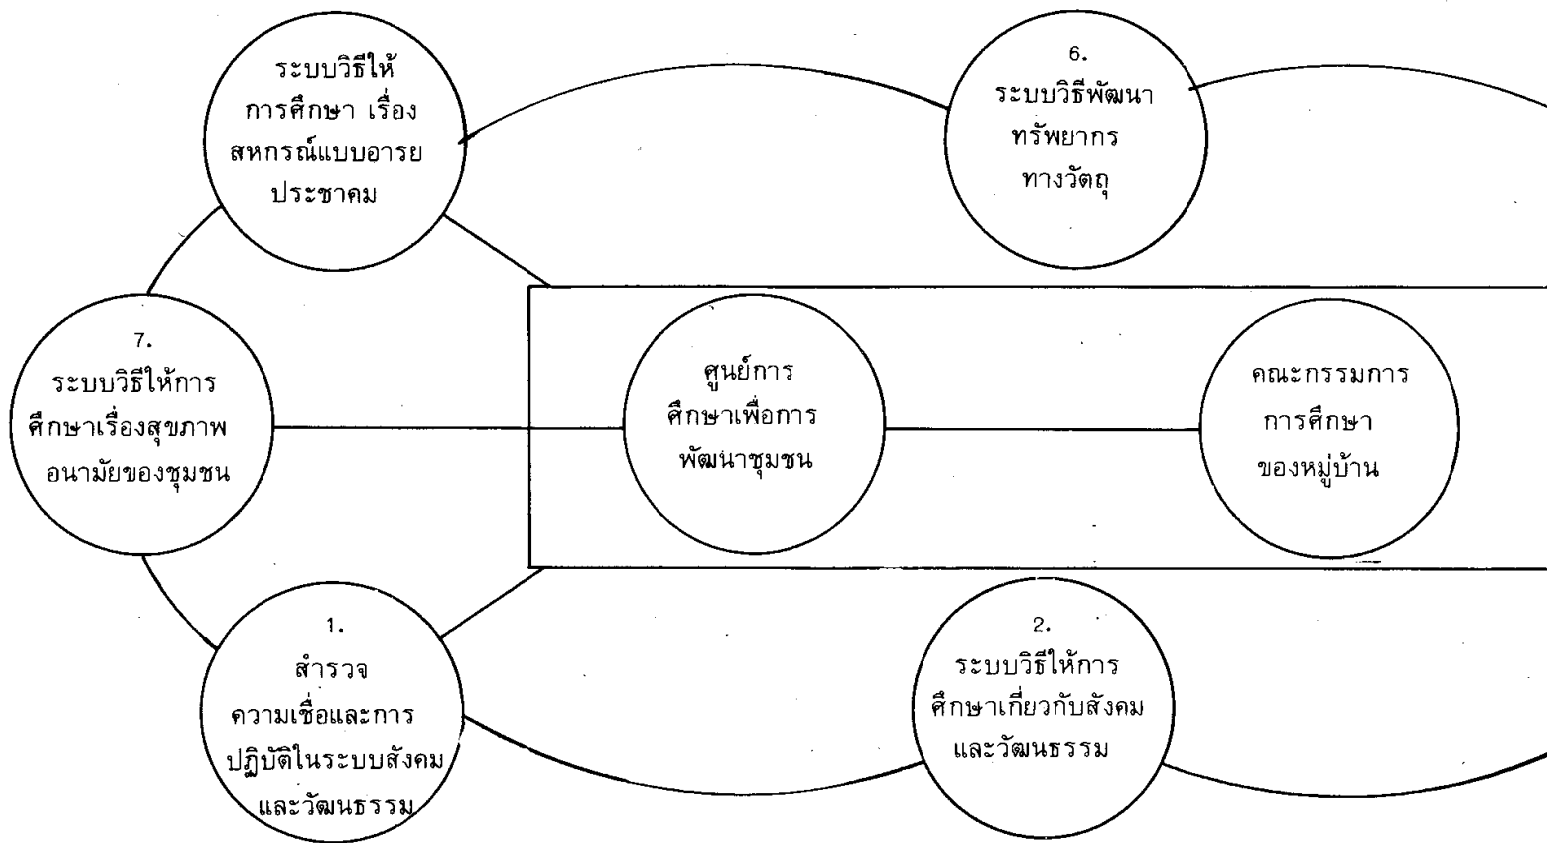 ระบบวิธีให้
การศึกษา เรื่อง
สหกรณ์แบบอารย
ประชาคม
6.
ระบบวิธีพัฒนา
ทรัพยากร
ทางวัตถุ
7.
ระบบวิธีให้การ
ศึกษาเรื่องสุขภาพ
อนามัยของชุมชน
ศูนย์การ
ศึกษาเพื่อการ
พัฒนาชุมชน
คณะกรรมการ
การศึกษา
ของหมู่บ้าน
1.
สำรวจ
ความเชื่อและการ
ปฏิบัติในระบบสังคม
และวัฒนธรรม
2.
ระบบวิธีให้การ
ศึกษาเกี่ยวกับสังคม
และวัฒนธรรม